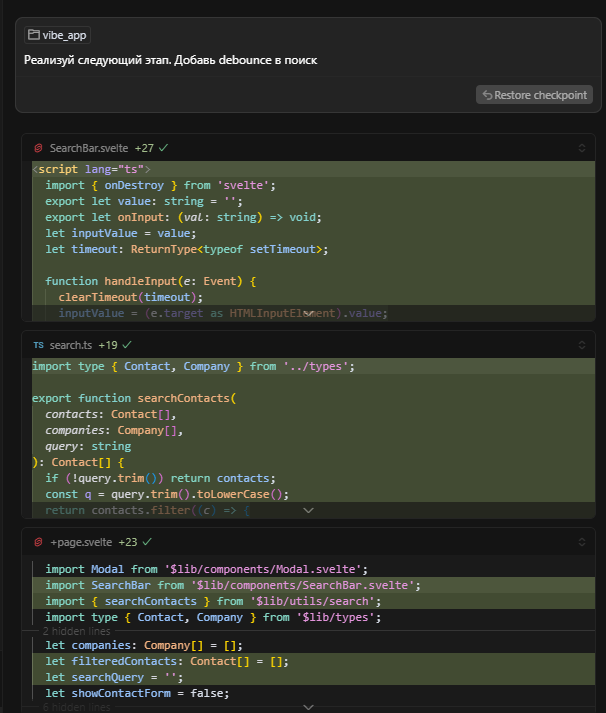 vibe_app
Реализуй следующий этап. Добавь debounce в поиск
Restore checkpoint
SearchBar.svelte +27
<script lang="ts">
import { onDestroy } from 'svelte';
export let value: string = '';
export let onInput: (val: string) => void;
let inputValue = value;
let timeout: ReturnType<typeof setTimeout>;
function handleInput(e: Event) {
clearTimeout(timeout);
inputValue = (e.target as HTMLInputElement).value;
TS search.ts +19
import type { Contact, Company } from '../types';
export function searchContacts(
contacts: Contact[],
companies: Company[],
query: string
): Contact[] {
if (!query.trim()) return contacts;
const q = query.trim().toLowerCase();
return contacts.filter((c) => {
+page.svelte +23
import Modal from '$lib/components/Modal.svelte';
import SearchBar from '$lib/components/SearchBar.svelte';
import { searchContacts } from '$lib/utils/search';
import type { Contact, Company } from '$lib/types';
2 hidden lines
let companies: Company[] = [];
let filteredContacts: Contact[] = [];
let searchQuery = '';
let showContactForm = false;
6 hidden lines